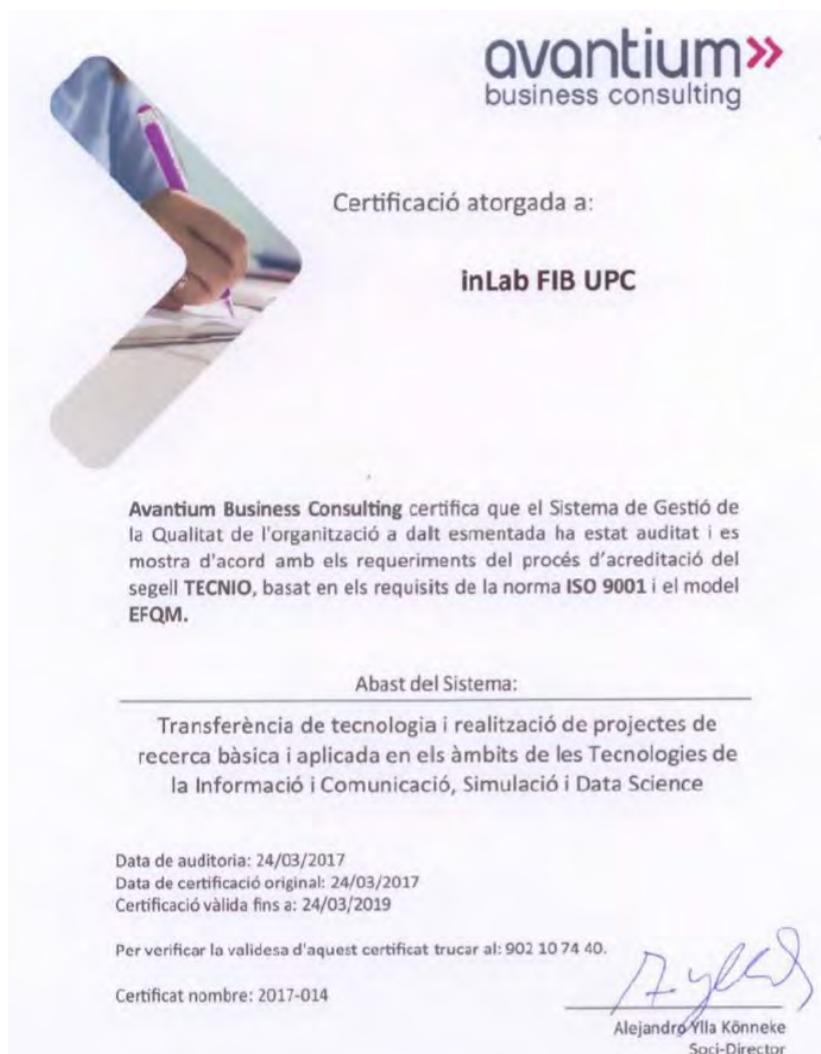 avantium»
business consulting
Certificació atorgada a:
inLab FIB UPC
Avantium Business Consulting certifica que el Sistema de Gestió de
la Qualitat de l'organització a dalt esmentada ha estat auditat i es
mostra d'acord amb els requeriments del procés d'acreditació del
segell TECNIO, basat en els requisits de la norma ISO 9001 i el model
EFQM.
Abast del Sistema:
Transferència de tecnologia i realització de projectes de
recerca bàsica i aplicada en els àmbits de les Tecnologies de
la Informació i Comunicació, Simulació i Data Science
Data de auditoria: 24/03/2017
Data de certificació original: 24/03/2017
Certificació vàlida fins a: 24/03/2019
Per verificar la validesa d'aquest certificat trucar al: 902 10 74 40.
Certificat nombre: 2017-014
Alejandro Ylla Könneke
Soci-Director